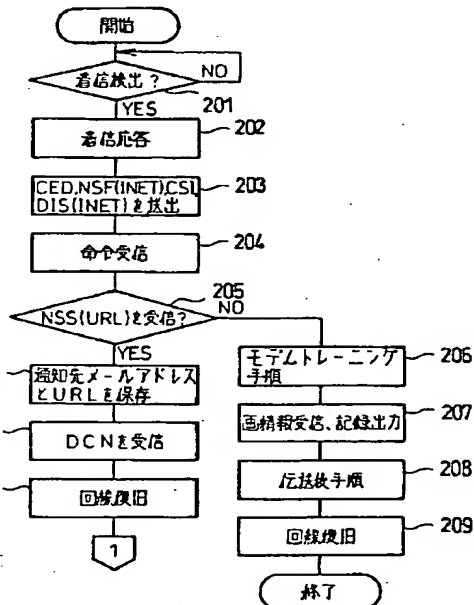 開始
着信検出?
NO
201
YES
着信応答
202
CED,NSF(INET),CSI,
DIS(INET)を送出
203
命令受信
204
205
NSS(URL)を受信?
NO
YES
通知先メールアドレス
とURLを保存
DCNを受信
回線復旧
1
モデムトレーニング
手順
206
画情報受信、記録出力
207
伝送後手順
208
回線復旧
209
終了